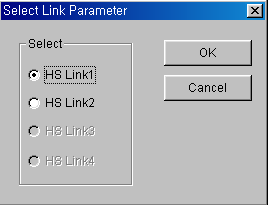 Select Link Parameter
Select
HS Link1
HS Link2
HS Link3
HS Link4
OK
Cancel